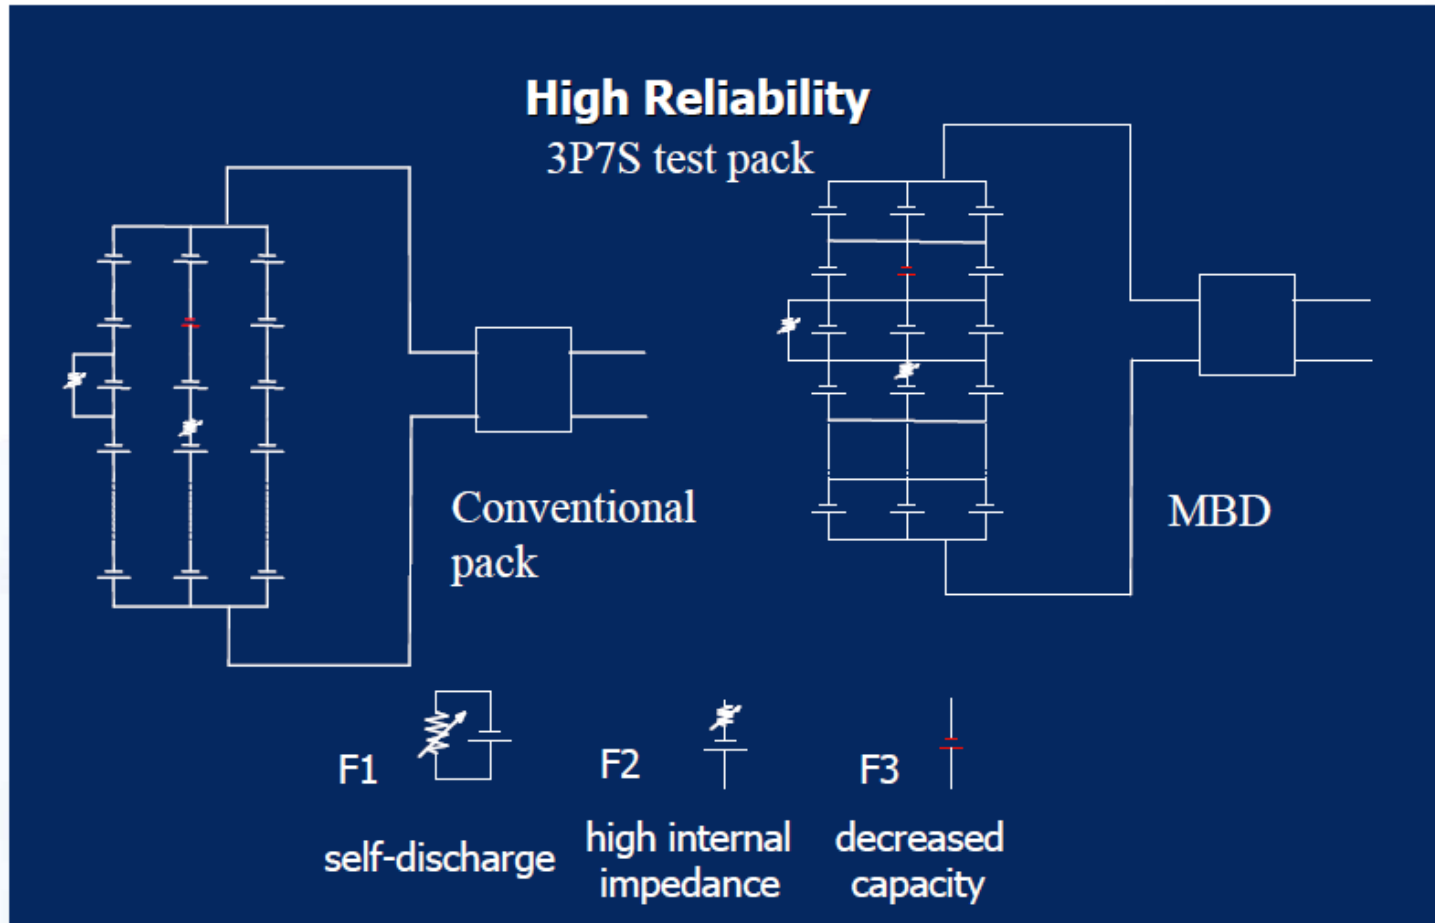 High Reliability
3P7S test pack
Conventional
pack
MBD
F1
self-discharge
F2
high internal
impedance
F3
decreased
capacity